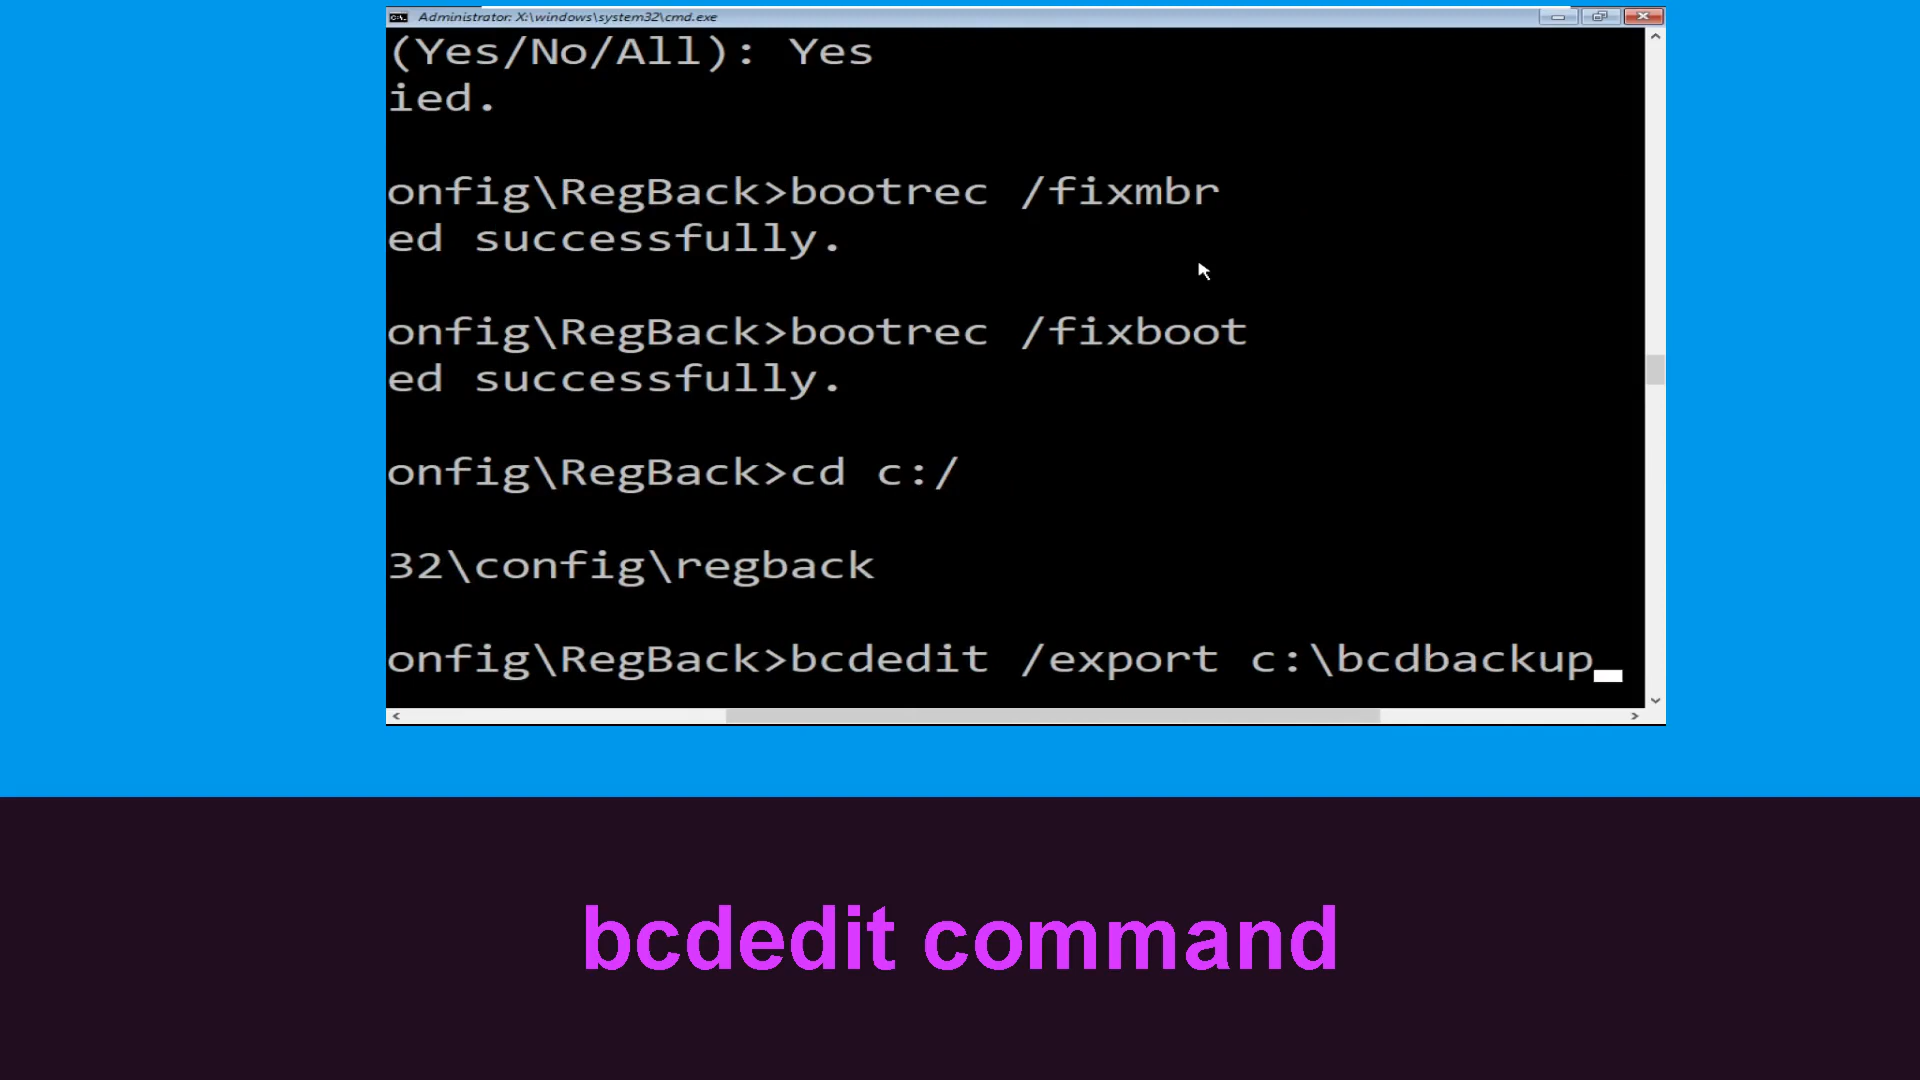 Administrator: X:\windows\system32\cmd.exe
(Yes/No/All): Yes
ied.
onfig\RegBack>bootrec /fixmbr
ed successfully.
onfig\RegBack>bootrec /fixboot
ed successfully.
onfig\RegBack>cd c:/
32\config\regback
onfig\RegBack>bcdedit /export c:\bcdbackup
bcdedit command